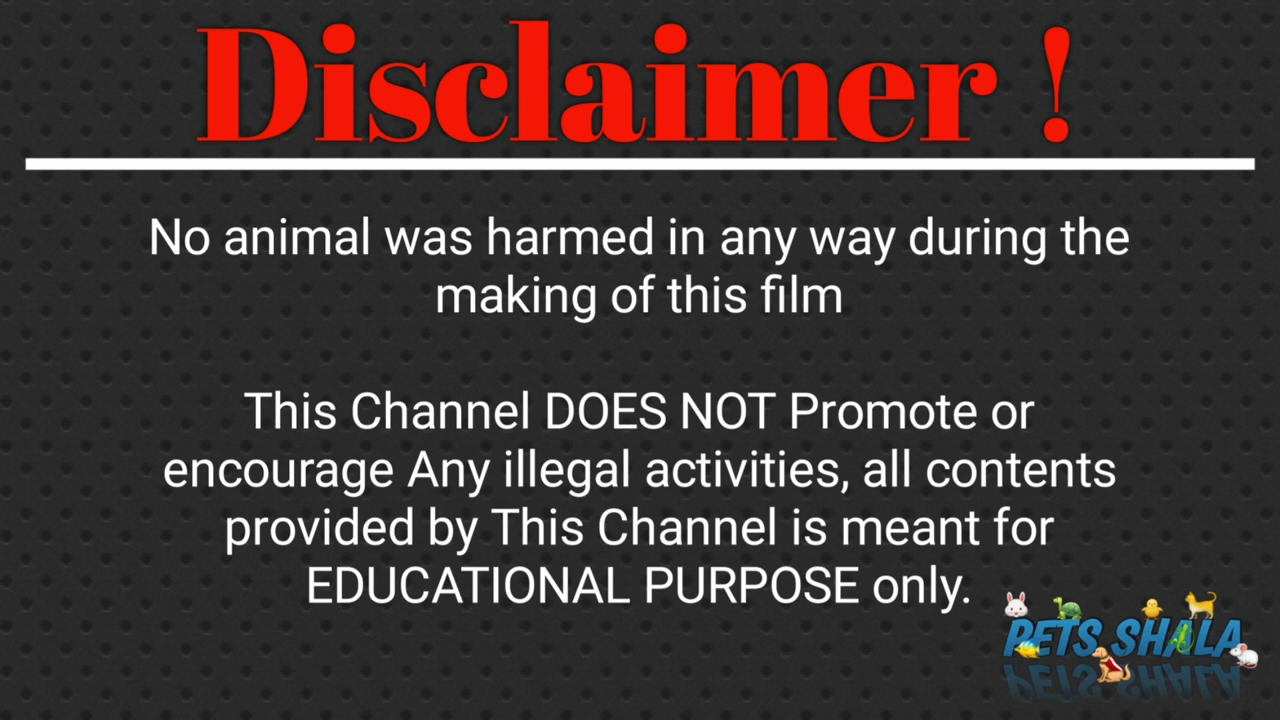 Disclaimer !
No animal was harmed in any way during the
making of this film
This Channel DOES NOT Promote or
encourage Any illegal activities, all contents
provided by This Channel is meant for
EDUCATIONAL PURPOSE only.
PETS SHALA